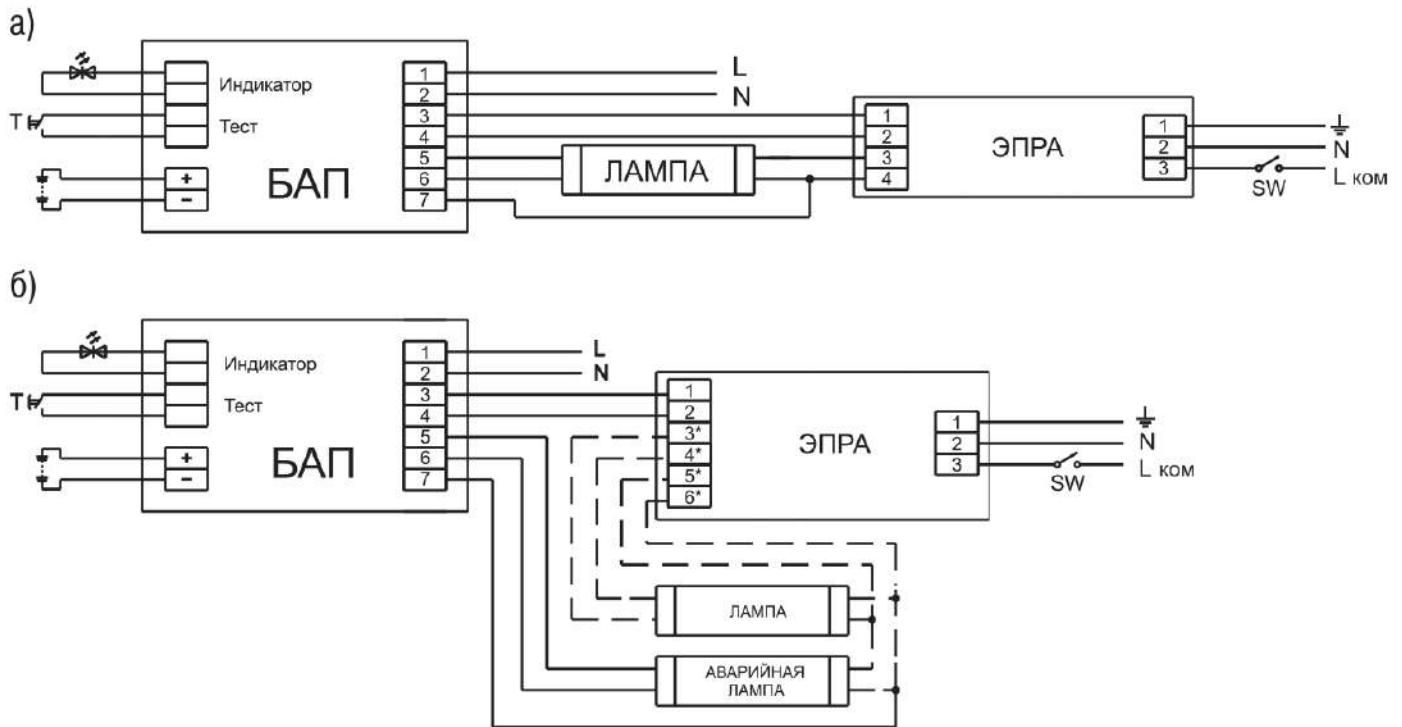 а)
Индикатор
Тест
Т
БАП
+
−
1
2
3
4
5
6
7
L
N
ЛАМПА
1
2
3
4
ЭПРА
1
2
3
N
L ком
SW
б)
Индикатор
Тест
Т
БАП
+
−
1
2
3
4
5
6
7
L
N
1
2
3*
4*
5*
6*
ЭПРА
1
2
3
N
L ком
SW
ЛАМПА
АВАРИЙНАЯ
ЛАМПА